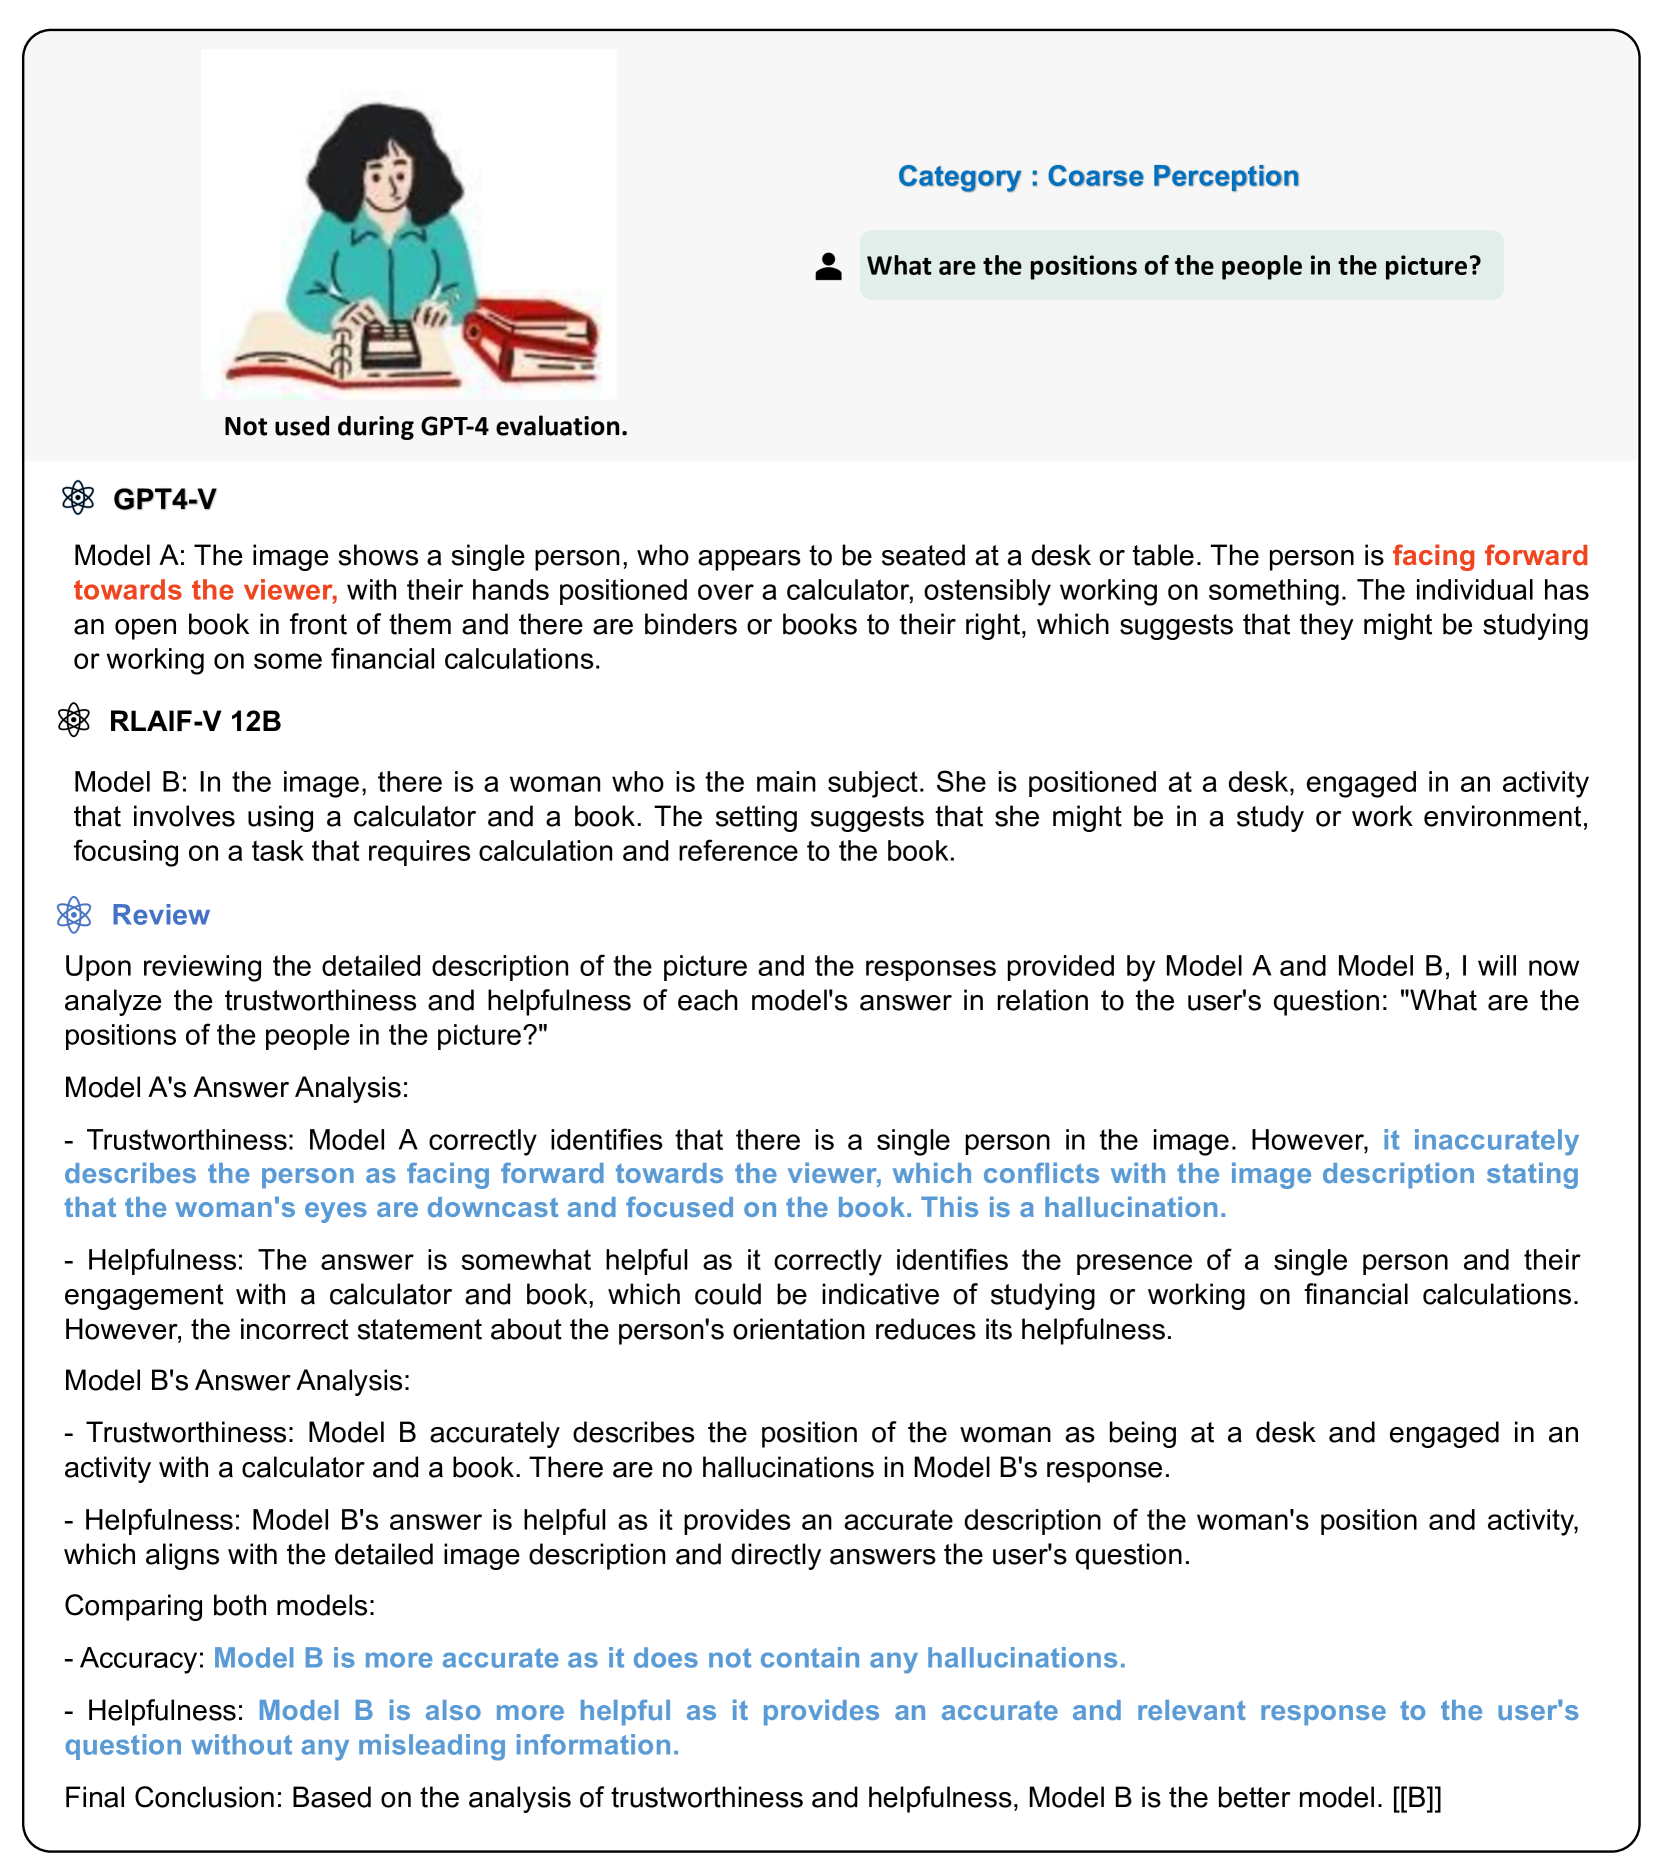 Category : Coarse Perception
What are the positions of the people in the picture?
Not used during GPT-4 evaluation.
GPT4-V
Model A: The image shows a single person, who appears to be seated at a desk or table. The person is facing forward
towards the viewer, with their hands positioned over a calculator, ostensibly working on something. The individual has
an open book in front of them and there are binders or books to their right, which suggests that they might be studying
or working on some financial calculations.
RLAIF-V 12B
Model B: In the image, there is a woman who is the main subject. She is positioned at a desk, engaged in an activity
that involves using a calculator and a book. The setting suggests that she might be in a study or work environment,
focusing on a task that requires calculation and reference to the book.
Review
Upon reviewing the detailed description of the picture and the responses provided by Model A and Model B, I will now
analyze the trustworthiness and helpfulness of each model's answer in relation to the user's question: "What are the
positions of the people in the picture?"
Model A's Answer Analysis:
- Trustworthiness: Model A correctly identifies that there is a single person in the image. However, it inaccurately
describes the person as facing forward towards the viewer, which conflicts with the image description stating
that the woman's eyes are downcast and focused on the book. This is a hallucination.
- Helpfulness: The answer is somewhat helpful as it correctly identifies the presence of a single person and their
engagement with a calculator and book, which could be indicative of studying or working on financial calculations.
However, the incorrect statement about the person's orientation reduces its helpfulness.
Model B's Answer Analysis:
- Trustworthiness: Model B accurately describes the position of the woman as being at a desk and engaged in an
activity with a calculator and a book. There are no hallucinations in Model B's response.
- Helpfulness: Model B's answer is helpful as it provides an accurate description of the woman's position and activity,
which aligns with the detailed image description and directly answers the user's question.
Comparing both models:
- Accuracy: Model B is more accurate as it does not contain any hallucinations.
- Helpfulness: Model B is also more helpful as it provides an accurate and relevant response to the user's
question without any misleading information.
Final Conclusion: Based on the analysis of trustworthiness and helpfulness, Model B is the better model. [[B]]